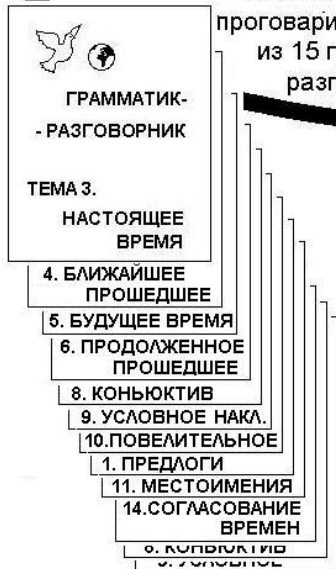 проговари
из 15 г
разг
ГРАММАТИК-
- РАЗГОВОРНИК
ТЕМА 3.
НАСТОЯЩЕЕ
ВРЕМЯ
4. БЛИЖАЙШЕЕ
ПРОШЕДШЕЕ
5. БУДУЩЕЕ ВРЕМЯ
6. ПРОДОЛЖЕННОЕ
ПРОШЕДШЕЕ
8. КОНЬЮКТИВ
9. УСЛОВНОЕ НАКЛ.
10.ПОВЕЛИТЕЛЬНОЕ
1. ПРЕДЛОГИ
11. МЕСТОИМЕНИЯ
14.СОГЛАСОВАНИЕ
ВРЕМЕН